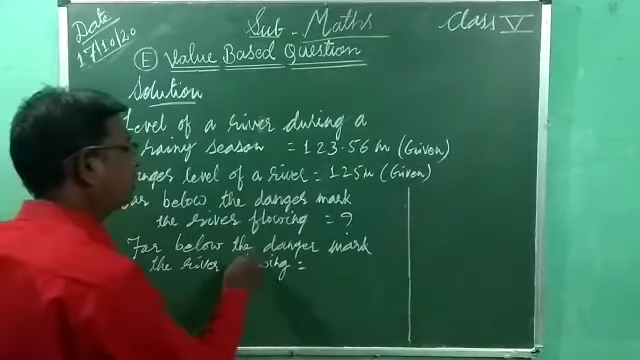 Date
17/10/20
Sub - Maths
Class V
(E) Value Based Question
Solution
Level of a river during a
rainy season = 123.56 m (Given)
Danger level of a river = 125m (Given)
Far below the danger mark
the river flowing = ?
Far below the danger mark
the river flowing =